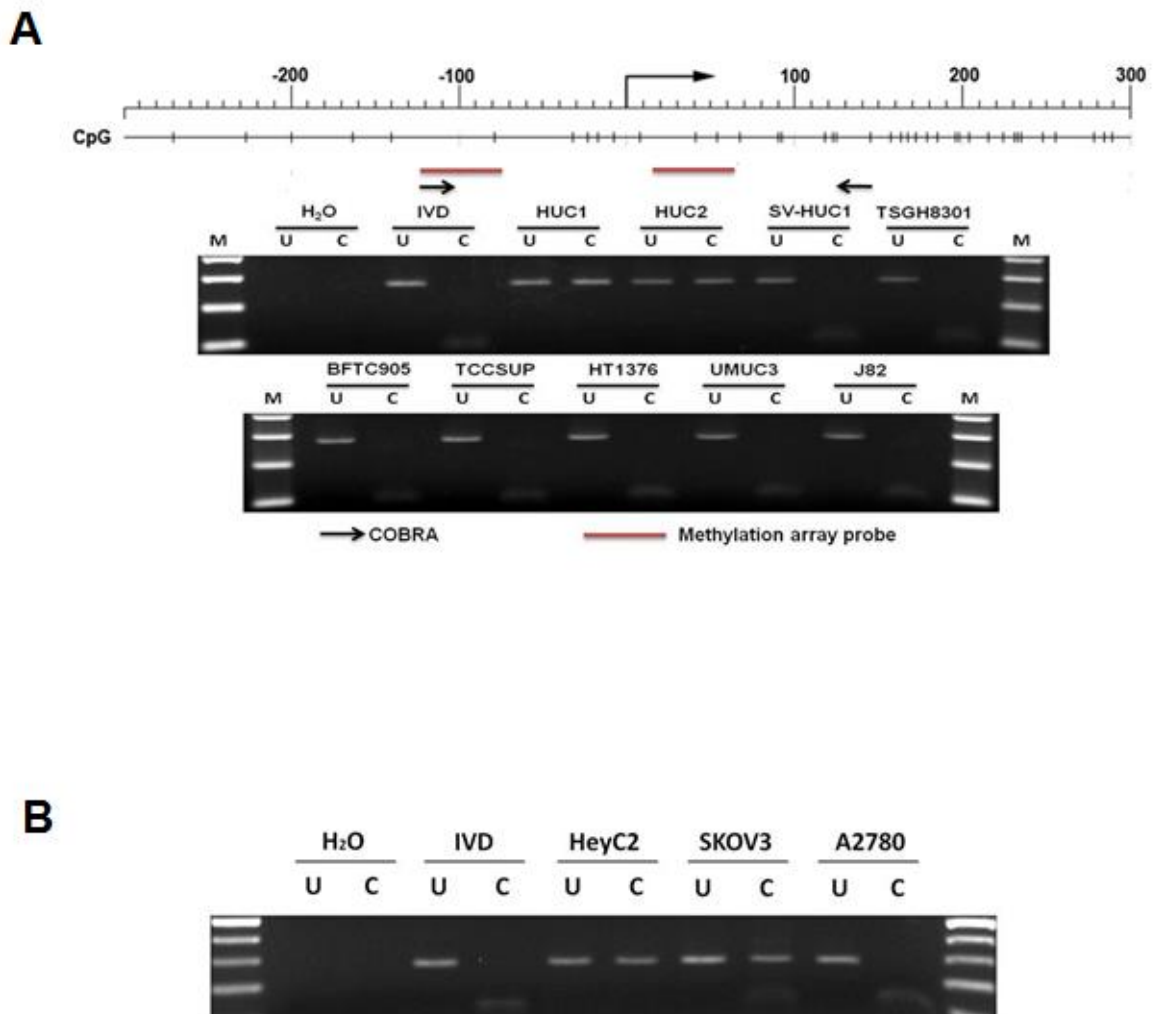 A
-200 -100 100 200 300
CpG
H₂O IVD HUC1 HUC2 SV-HUC1 TSGH8301
M U C U C U C U C U C U C M
BFTC905 TCCSUP HT1376 UMUC3 J82
M U C U C U C U C U C M
COBRA Methylation array probe
B
H₂O IVD HeyC2 SKOV3 A2780
U C U C U C U C U C